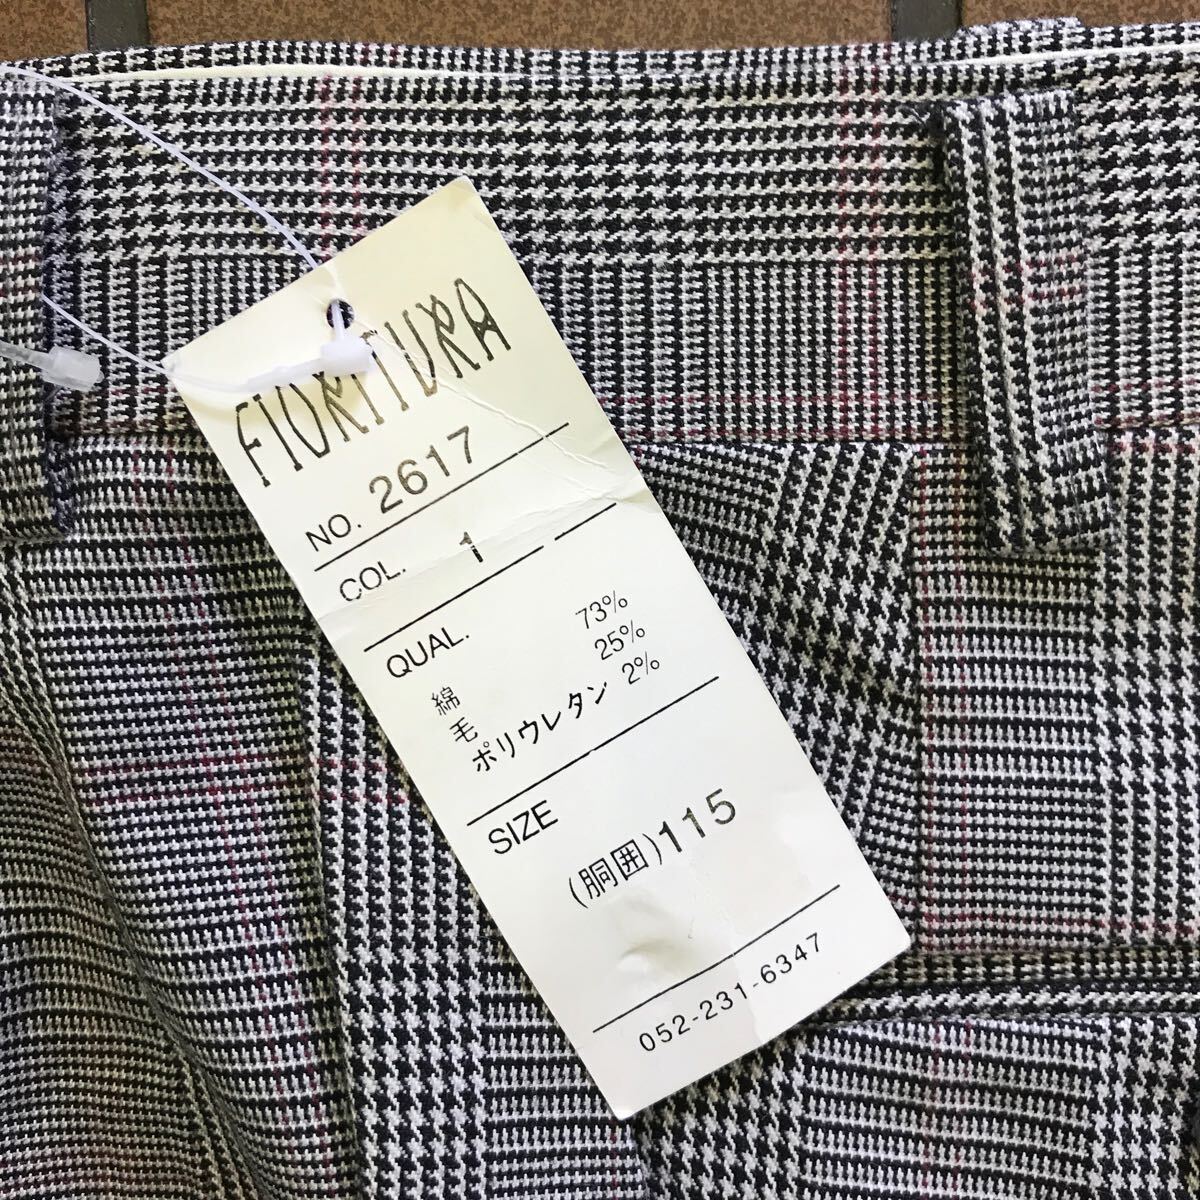 FIORITURA
NO. 2617
COL. 1
QUAL.
綿 73%
毛 25%
ポリウレタン 2%
SIZE
(胴囲)115
052-231-6347